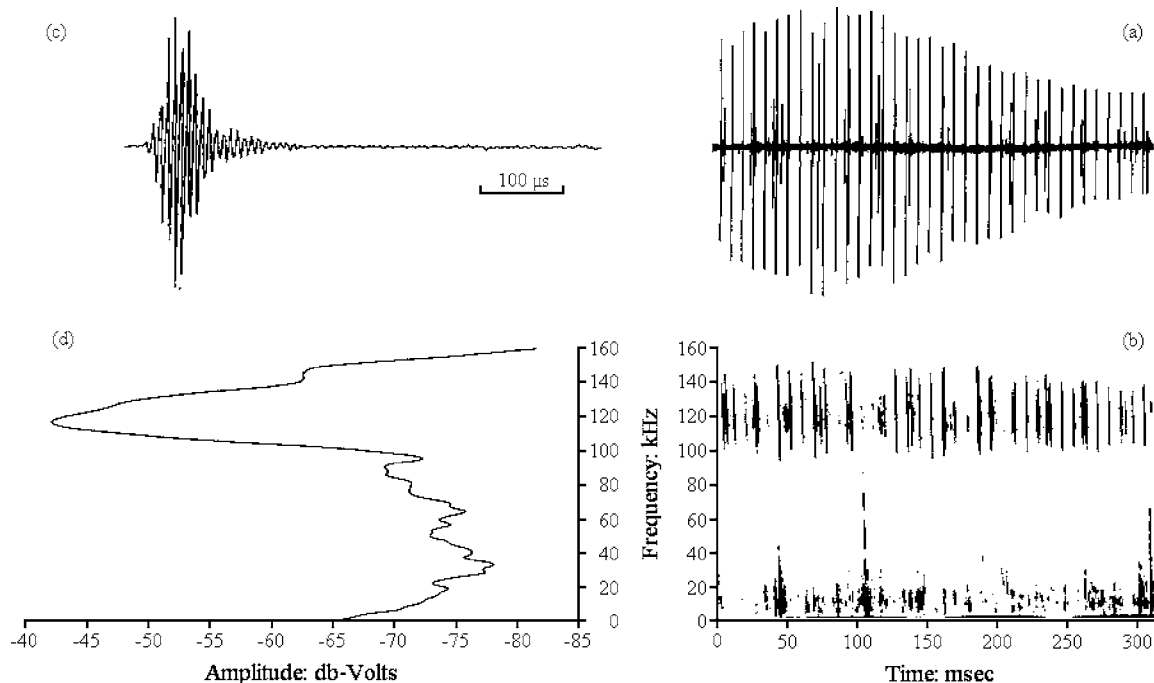 (c)
(a)
100 μs
(d)
(b)
160
140
120
100
80
60
40
20
0
Frequency: kHz
160
140
120
100
80
60
40
20
0
-40 -45 -50 -55 -60 -65 -70 -75 -80 -85
Amplitude: db-Volts
0 50 100 150 200 250 300
Time: msec